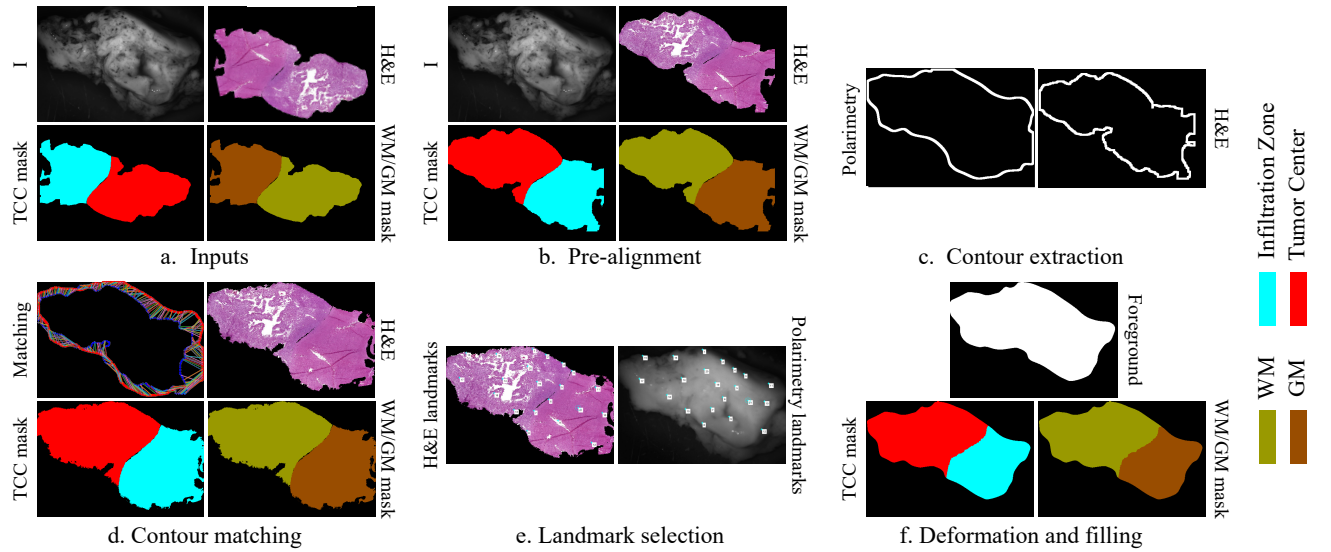 I
H&E
TCC mask
WM/GM mask
a. Inputs
I
H&E
TCC mask
WM/GM mask
b. Pre-alignment
Polarimetry
H&E
c. Contour extraction
Infiltration Zone
Tumor Center
WM
GM
Matching
H&E
TCC mask
WM/GM mask
d. Contour matching
H&E landmarks
Polarimetry landmarks
e. Landmark selection
Foreground
TCC mask
WM/GM mask
f. Deformation and filling